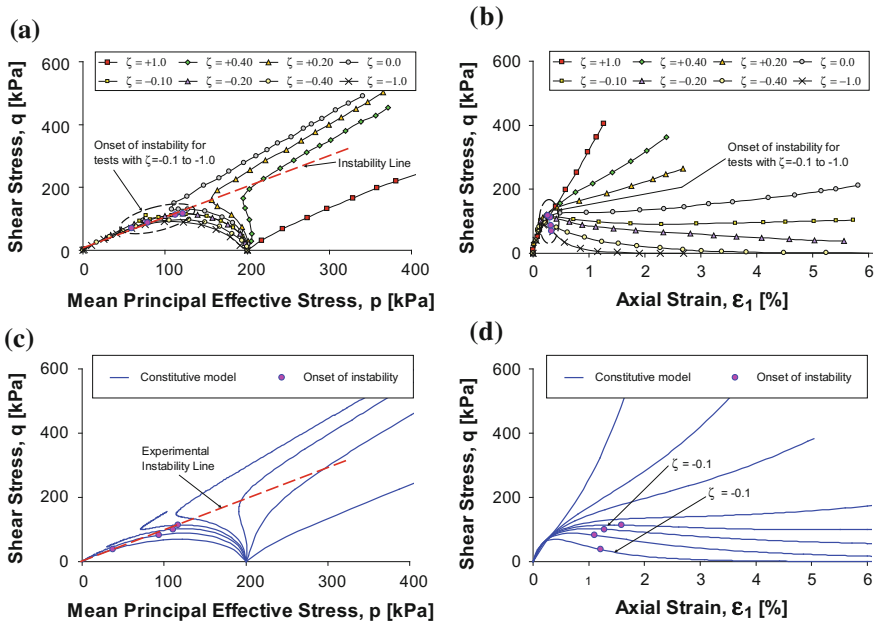 (a)
(b)
Shear Stress, q [kPa]
600
400
200
0
ζ = +1.0 ζ = +0.40 ζ = +0.20 ζ = 0.0
ζ = −0.10 ζ = −0.20 ζ = −0.40 ζ = −1.0
Onset of instability for
tests with ζ=-0.1 to -1.0
Instability Line
0 100 200 300 400
Mean Principal Effective Stress, p [kPa]
Shear Stress, q [kPa]
600
400
200
0
ζ = +1.0 ζ = +0.40 ζ = +0.20 ζ = 0.0
ζ = −0.10 ζ = −0.20 ζ = −0.40 ζ = −1.0
Onset of instability for
tests with ζ=-0.1 to -1.0
0 1 2 3 4 5 6
Axial Strain, ε1 [%]
(c)
(d)
Shear Stress, q [kPa]
600
400
200
0
Constitutive model Onset of instability
Experimental
Instability Line
0 100 200 300 400
Mean Principal Effective Stress, p [kPa]
Shear Stress, q [kPa]
600
400
200
0
Constitutive model Onset of instability
ζ = -0.1
ζ = -0.1
0 1 2 3 4 5 6
Axial Strain, ε1 [%]